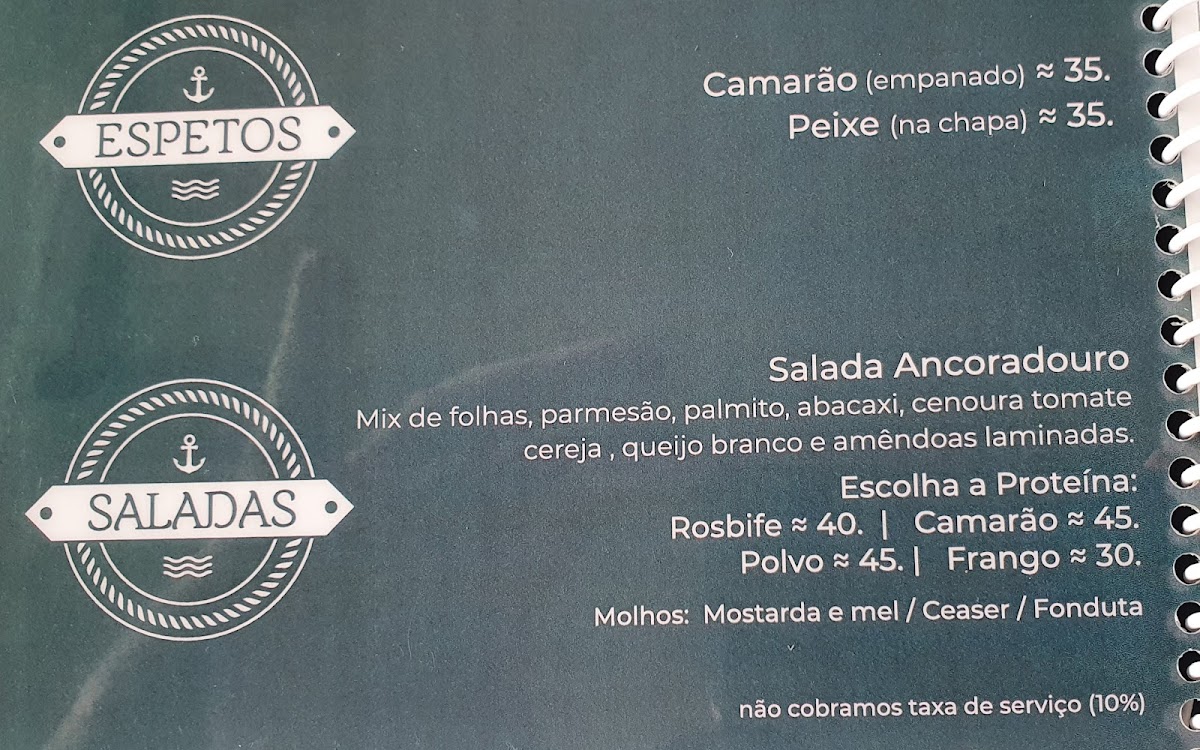 ESPETOS
Camarão (empanado) ≈ 35.
Peixe (na chapa) ≈ 35.
SALADAS
Salada Ancoradouro
Mix de folhas, parmesão, palmito, abacaxi, cenoura tomate
cereja , queijo branco e amêndoas laminadas.
Escolha a Proteína:
Rosbife ≈ 40. | Camarão ≈ 45.
Polvo ≈ 45. | Frango ≈ 30.
Molhos: Mostarda e mel / Ceaser / Fonduta
não cobramos taxa de serviço (10%)